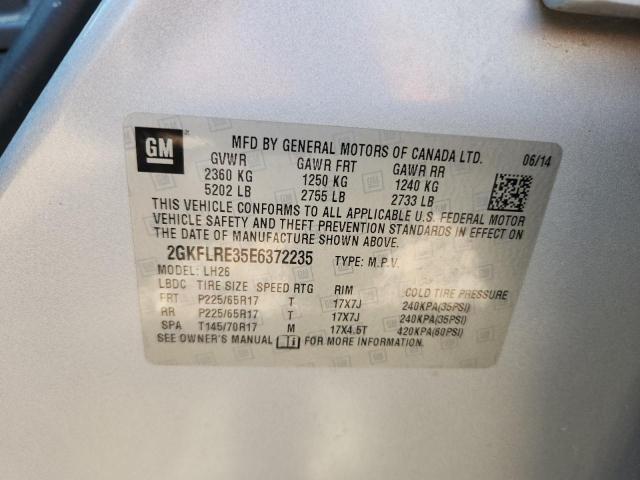 GM
MFD BY GENERAL MOTORS OF CANADA LTD. 06/14
GVWR GAWR FRT GAWR RR
2360 KG 1250 KG 1240 KG
5202 LB 2755 LB 2733 LB
THIS VEHICLE CONFORMS TO ALL APPLICABLE U.S. FEDERAL MOTOR
VEHICLE SAFETY AND THEFT PREVENTION STANDARDS IN EFFECT ON
THE DATE OF MANUFACTURE SHOWN ABOVE.
2GKFLRE35E6372235 TYPE: M.P.V.
MODEL: LH26
LBDC TIRE SIZE SPEED RTG RIM COLD TIRE PRESSURE
FRT P225/65R17 T 17X7J 240KPA(35PSI)
RR P225/65R17 T 17X7J 240KPA(35PSI)
SPA T145/70R17 M 17X4.5T 420KPA(60PSI)
SEE OWNER'S MANUAL FOR MORE INFORMATION.